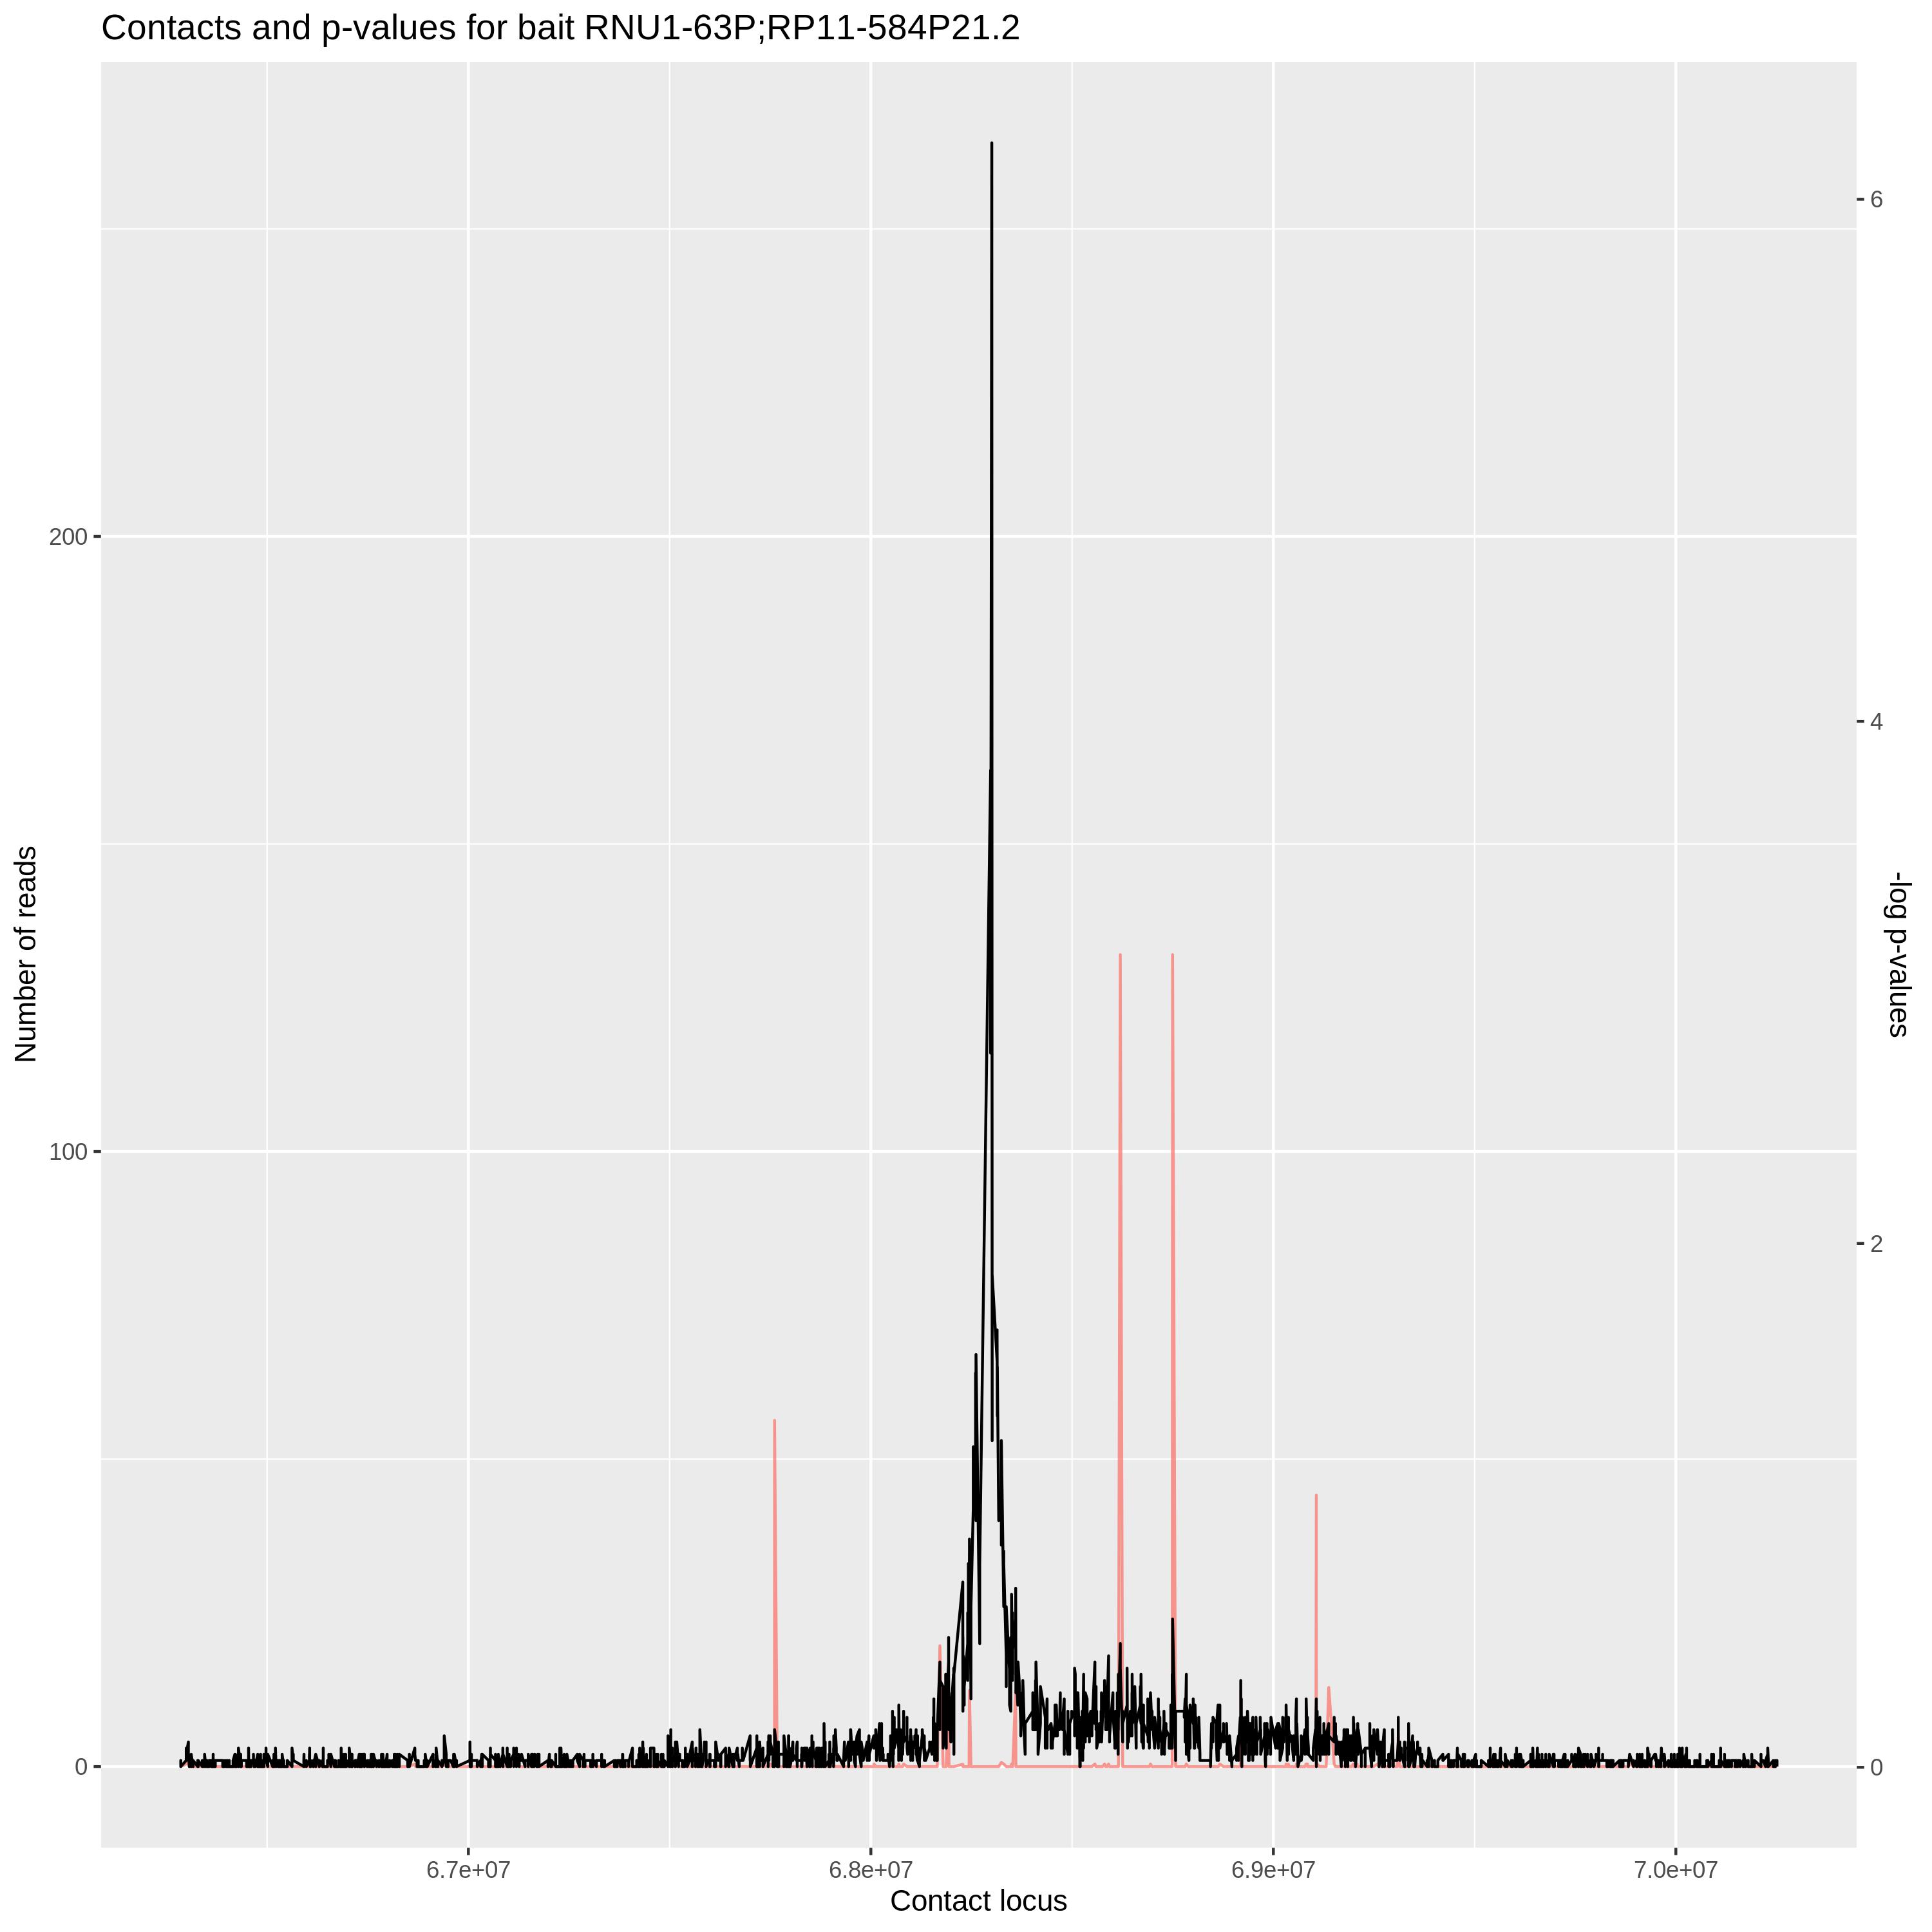 Contacts and p-values for bait RNU1-63P;RP11-584P21.2
Number of reads
200
100
0
6
4
2
0
-log p-values
6.7e+07
6.8e+07
6.9e+07
7.0e+07
Contact locus